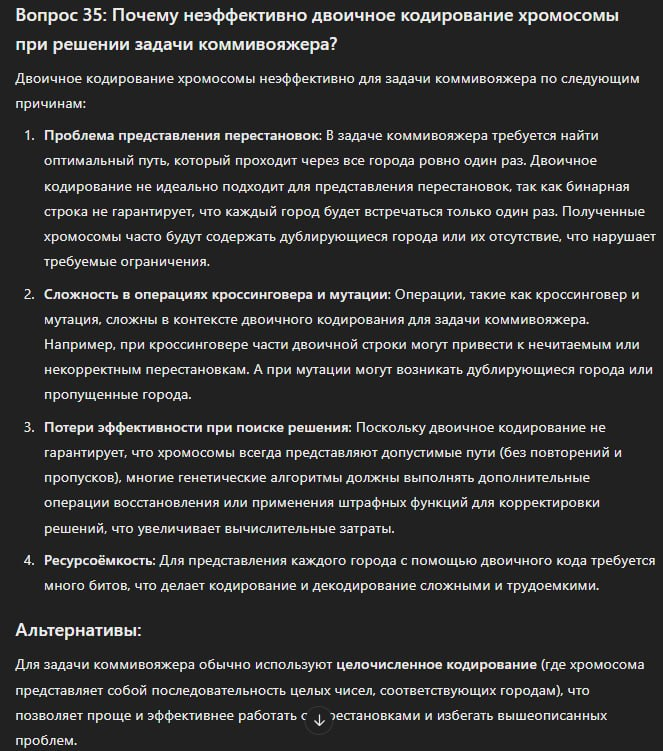 Вопрос 35: Почему неэффективно двоичное кодирование хромосомы
при решении задачи коммивояжера?
Двоичное кодирование хромосомы неэффективно для задачи коммивояжера по следующим
причинам:
1. Проблема представления перестановок: В задаче коммивояжера требуется найти
оптимальный путь, который проходит через все города ровно один раз. Двоичное
кодирование не идеально подходит для представления перестановок, так как бинарная
строка не гарантирует, что каждый город будет встречаться только один раз. Полученные
хромосомы часто будут содержать дублирующиеся города или их отсутствие, что нарушает
требуемые ограничения.
2. Сложность в операциях кроссинговера и мутации: Операции, такие как кроссинговер и
мутация, сложны в контексте двоичного кодирования для задачи коммивояжера.
Например, при кроссинговере части двоичной строки могут привести к нечитаемым или
некорректным перестановкам. А при мутации могут возникать дублирующиеся города или
пропущенные города.
3. Потери эффективности при поиске решения: Поскольку двоичное кодирование не
гарантирует, что хромосомы всегда представляют допустимые пути (без повторений и
пропусков), многие генетические алгоритмы должны выполнять дополнительные
операции восстановления или применения штрафных функций для корректировки
решений, что увеличивает вычислительные затраты.
4. Ресурсоёмкость: Для представления каждого города с помощью двоичного кода требуется
много битов, что делает кодирование и декодирование сложными и трудоемкими.
Альтернативы:
Для задачи коммивояжера обычно используют целочисленное кодирование (где хромосома
представляет собой последовательность целых чисел, соответствующих городам), что
позволяет проще и эффективнее работать с рестановками и избегать вышеописанных
проблем.